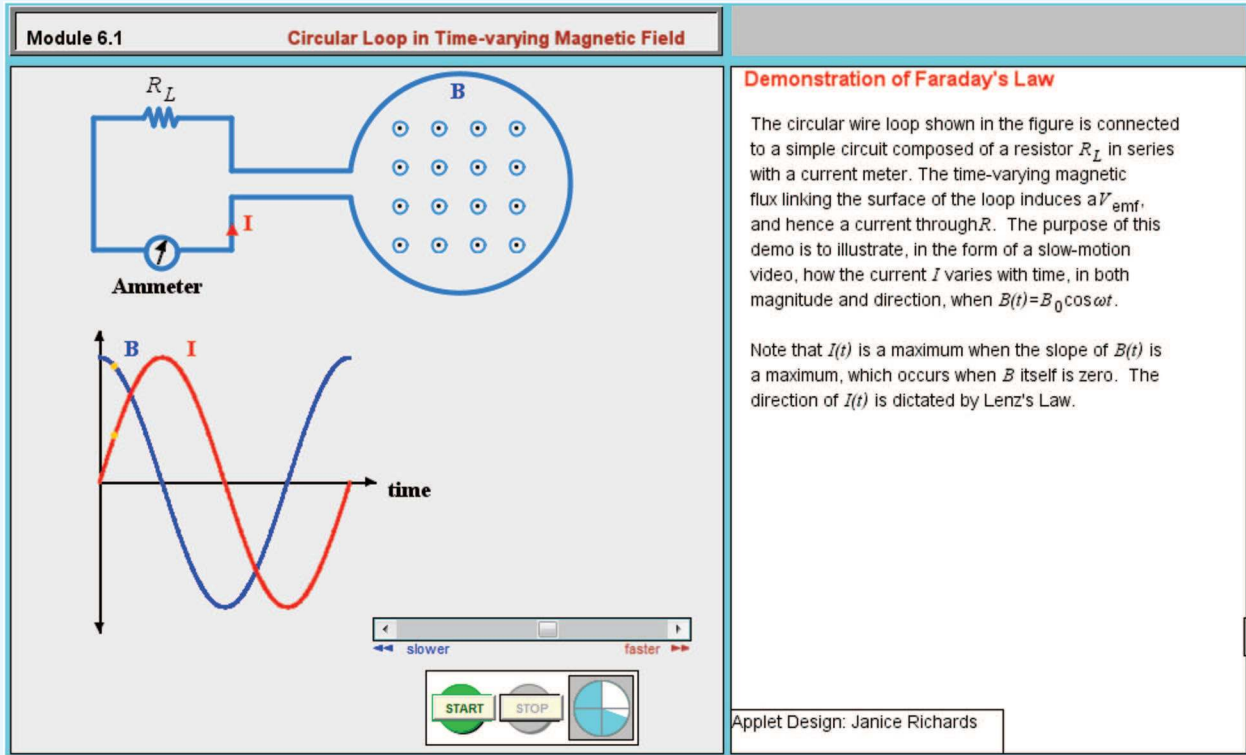 Module 6.1
Circular Loop in Time-varying Magnetic Field
R_L
B
I
Ammeter
B
I
time
slower
faster
START
STOP
Demonstration of Faraday's Law
The circular wire loop shown in the figure is connected
to a simple circuit composed of a resistor R_L in series
with a current meter. The time-varying magnetic
flux linking the surface of the loop induces a V_emf,
and hence a current through R. The purpose of this
demo is to illustrate, in the form of a slow-motion
video, how the current I varies with time, in both
magnitude and direction, when B(t)=B_0cosωt.
Note that I(t) is a maximum when the slope of B(t) is
a maximum, which occurs when B itself is zero. The
direction of I(t) is dictated by Lenz's Law.
Applet Design: Janice Richards